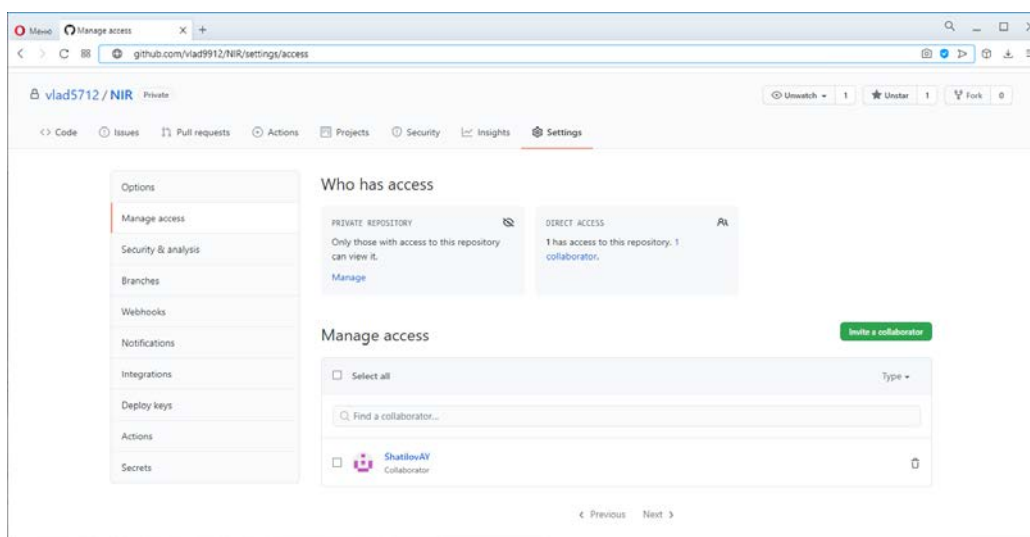 Меню Manage access
github.com/vlad9912/NIR/settings/access
vlad5712 / NIR Private
Unwatch 1 Unstar 1 Fork 0
Code Issues Pull requests Actions Projects Security Insights Settings
Options
Manage access
Security & analysis
Branches
Webhooks
Notifications
Integrations
Deploy keys
Actions
Secrets
Who has access
PRIVATE REPOSITORY
Only those with access to this repository
can view it.
Manage
DIRECT ACCESS
1 has access to this repository. 1
collaborator.
Manage access
Invite a collaborator
Select all Type
Find a collaborator...
ShatilovAY
Collaborator
Previous Next